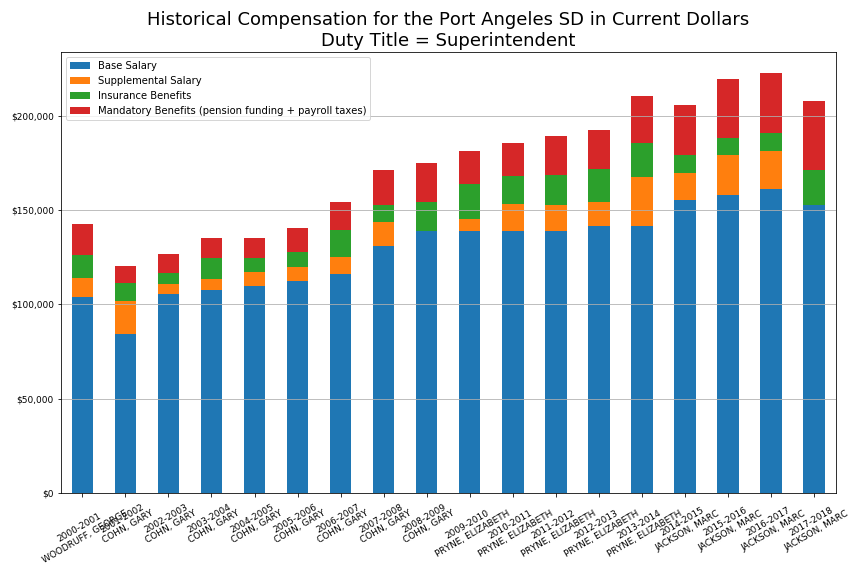 Historical Compensation for the Port Angeles SD in Current Dollars
Duty Title = Superintendent
Base Salary
Supplemental Salary
Insurance Benefits
Mandatory Benefits (pension funding + payroll taxes)
$200,000
$150,000
$100,000
$50,000
$0
2000-2001
WOODRUFF, GEORGE
2001-2002
COHN, GARY
2002-2003
COHN, GARY
2003-2004
COHN, GARY
2004-2005
COHN, GARY
2005-2006
COHN, GARY
2006-2007
COHN, GARY
2007-2008
COHN, GARY
2008-2009
COHN, GARY
2009-2010
PRYNE, ELIZABETH
2010-2011
PRYNE, ELIZABETH
2011-2012
PRYNE, ELIZABETH
2012-2013
PRYNE, ELIZABETH
2013-2014
PRYNE, ELIZABETH
2014-2015
JACKSON, MARC
2015-2016
JACKSON, MARC
2016-2017
JACKSON, MARC
2017-2018
JACKSON, MARC